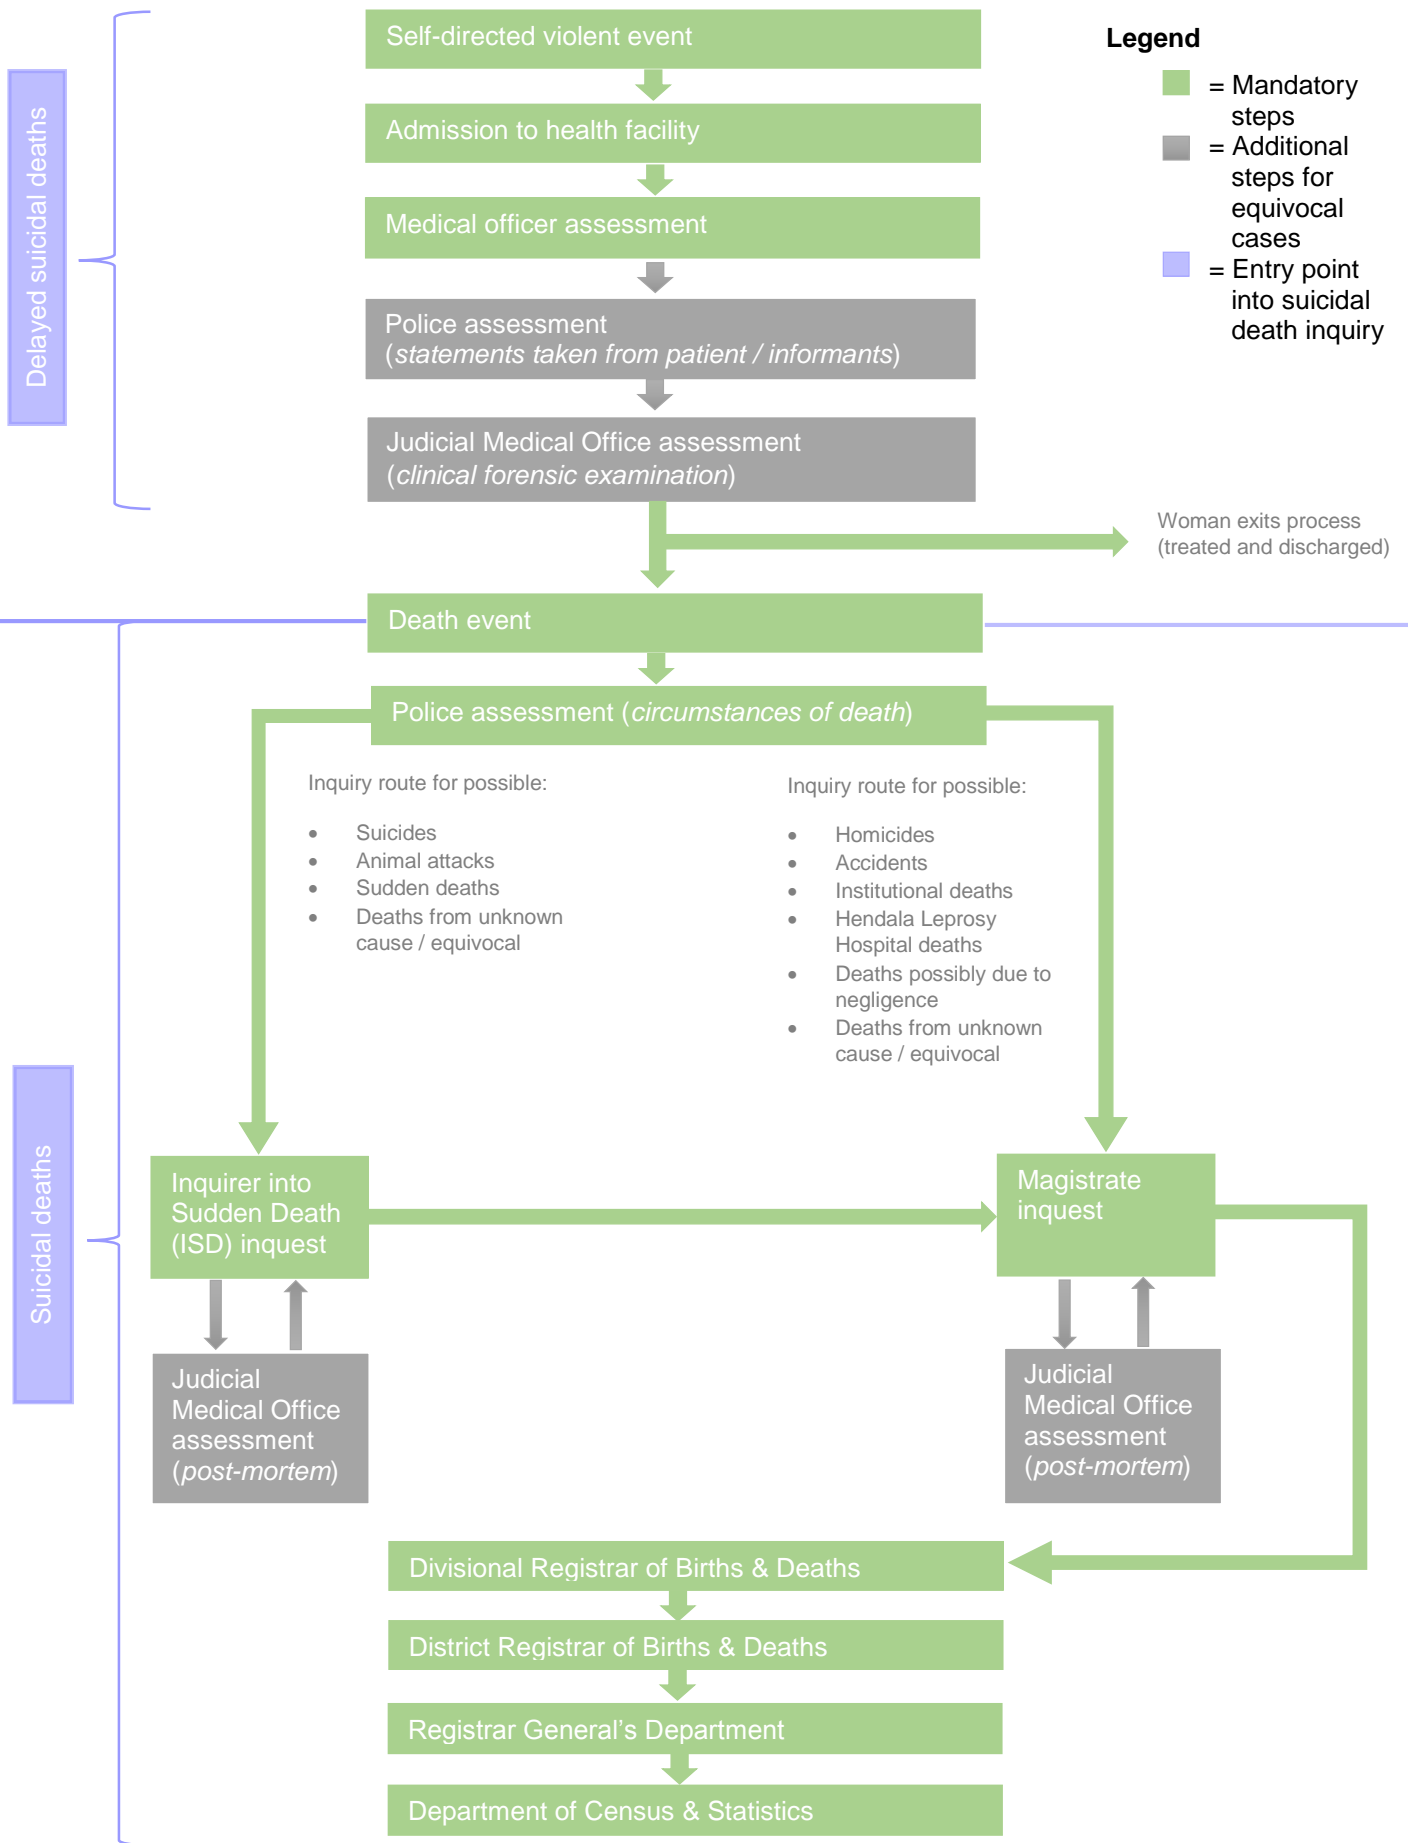 Self-directed violent event
Admission to health facility
Medical officer assessment
Police assessment
(statements taken from patient / informants)
Judicial Medical Office assessment
(clinical forensic examination)
Delayed suicidal deaths
Legend
= Mandatory
steps
= Additional
steps for
equivocal
cases
= Entry point
into suicidal
death inquiry
Woman exits process
(treated and discharged)
Death event
Police assessment (circumstances of death)
Inquiry route for possible:
• Suicides
• Animal attacks
• Sudden deaths
• Deaths from unknown
cause / equivocal
Inquiry route for possible:
• Homicides
• Accidents
• Institutional deaths
• Hendala Leprosy
Hospital deaths
• Deaths possibly due to
negligence
• Deaths from unknown
cause / equivocal
Suicidal deaths
Inquirer into
Sudden Death
(ISD) inquest
Magistrate
inquest
Judicial
Medical Office
assessment
(post-mortem)
Judicial
Medical Office
assessment
(post-mortem)
Divisional Registrar of Births & Deaths
District Registrar of Births & Deaths
Registrar General’s Department
Department of Census & Statistics